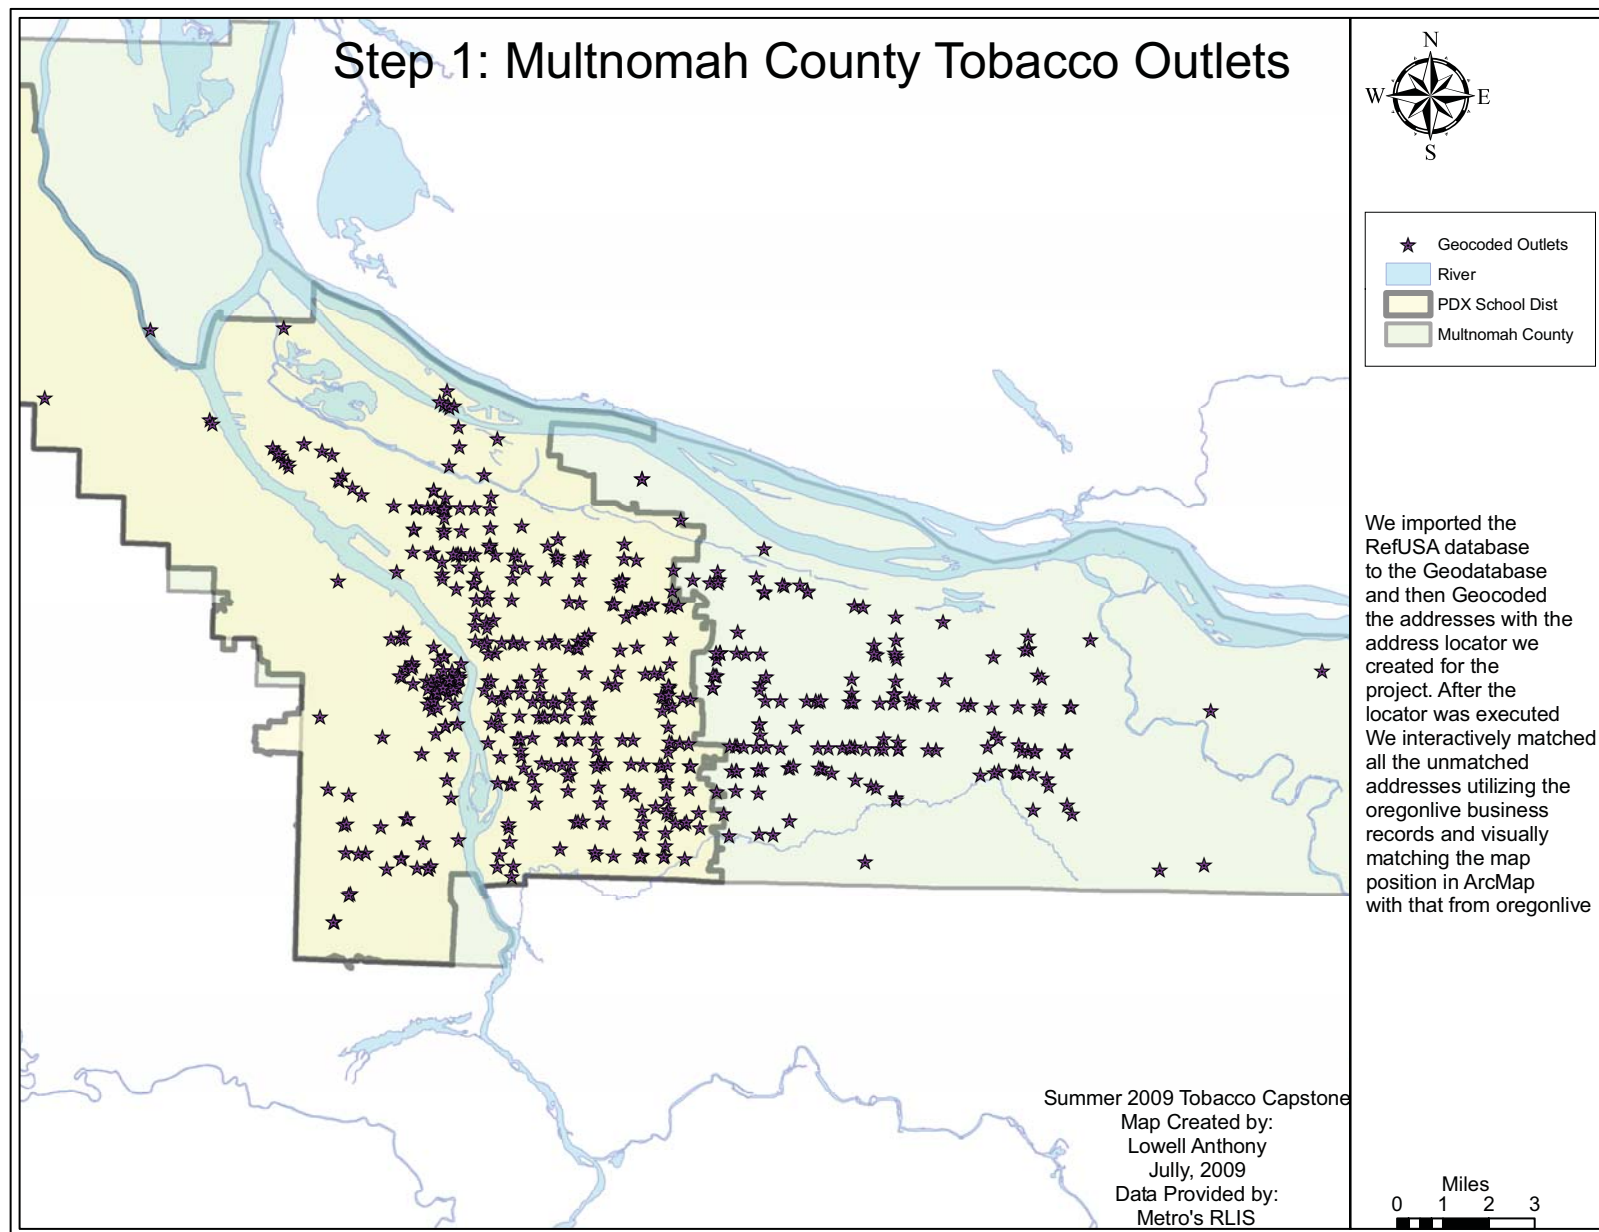 Step 1: Multnomah County Tobacco Outlets
N
W
E
S
Geocoded Outlets
River
PDX School Dist
Multnomah County
We imported the
RefUSA database
to the Geodatabase
and then Geocoded
the addresses with the
address locator we
created for the
project. After the
locator was executed
We interactively matched
all the unmatched
addresses utilizing the
oregonlive business
records and visually
matching the map
position in ArcMap
with that from oregonlive
Summer 2009 Tobacco Capstone
Map Created by:
Lowell Anthony
Jully, 2009
Data Provided by:
Metro's RLIS
Miles
0 1 2 3